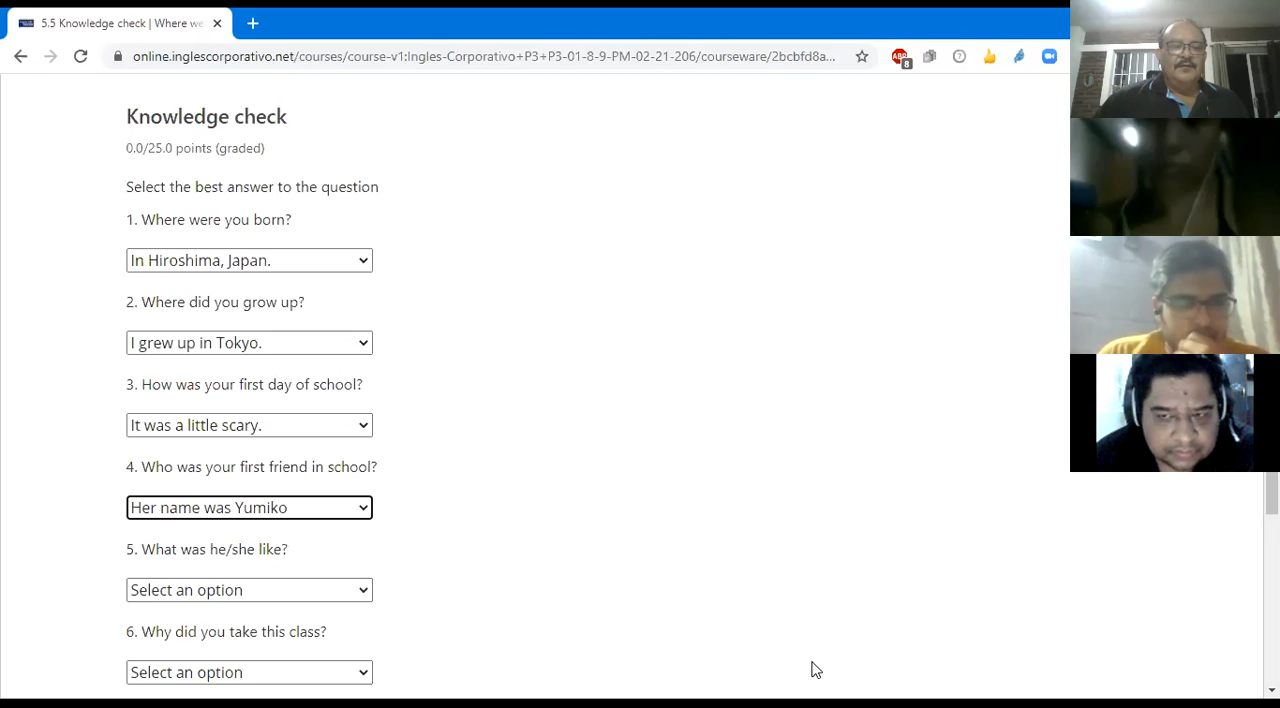 5.5 Knowledge check | Where we
online.inglescorporativo.net/courses/course-v1:Ingles-Corporativo+P3+P3-01-8-9-PM-02-21-206/courseware/2bcbfd8a...
8
Knowledge check
0.0/25.0 points (graded)
Select the best answer to the question
1. Where were you born?
In Hiroshima, Japan.
2. Where did you grow up?
I grew up in Tokyo.
3. How was your first day of school?
It was a little scary.
4. Who was your first friend in school?
Her name was Yumiko
5. What was he/she like?
Select an option
6. Why did you take this class?
Select an option